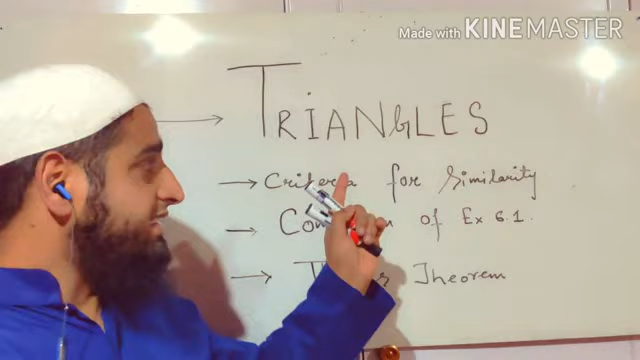 Made with KINEMASTER
→ TRIANGLES
→ Criteria for Similarity
→ of Ex 6.1.
→ Theorem